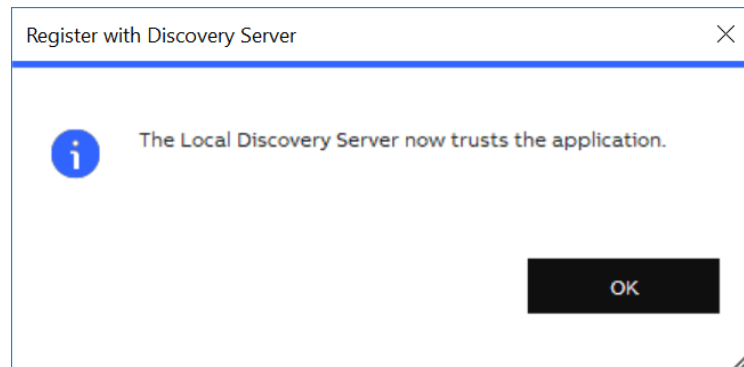 Register with Discovery Server
The Local Discovery Server now trusts the application.
OK